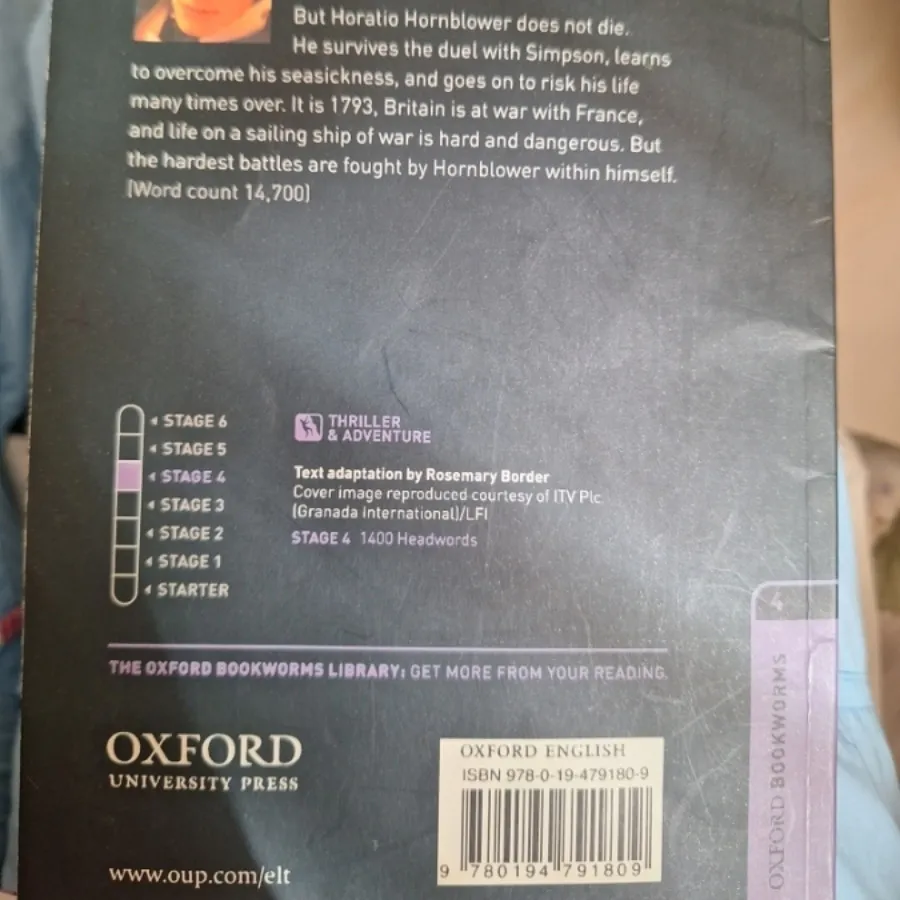 But Horatio Hornblower does not die.
He survives the duel with Simpson, learns
to overcome his seasickness, and goes on to risk his life
many times over. It is 1793, Britain is at war with France,
and life on a sailing ship of war is hard and dangerous. But
the hardest battles are fought by Hornblower within himself.
(Word count 14,700)
STAGE 6
STAGE 5
STAGE 4
STAGE 3
STAGE 2
STAGE 1
STARTER
THRILLER
& ADVENTURE
Text adaptation by Rosemary Border
Cover image reproduced courtesy of ITV Plc
(Granada International)/LFI
STAGE 4 1400 Headwords
THE OXFORD BOOKWORMS LIBRARY: GET MORE FROM YOUR READING.
OXFORD
UNIVERSITY PRESS
www.oup.com/elt
OXFORD ENGLISH
ISBN 978-0-19-479180-9
9 780194 791809
4
OXFORD BOOKWORMS